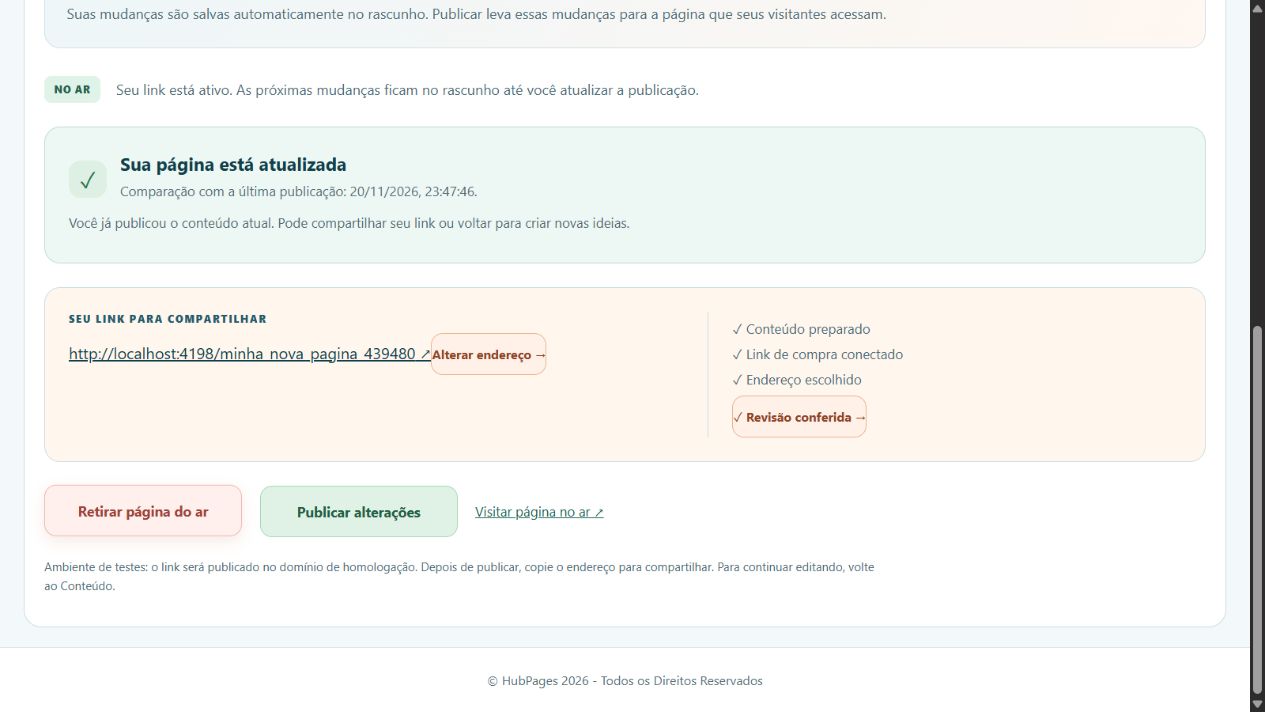 Suas mudanças são salvas automaticamente no rascunho. Publicar leva essas mudanças para a página que seus visitantes acessam.
NO AR
Seu link está ativo. As próximas mudanças ficam no rascunho até você atualizar a publicação.
✓
Sua página está atualizada
Comparação com a última publicação: 20/11/2026, 23:47:46.
Você já publicou o conteúdo atual. Pode compartilhar seu link ou voltar para criar novas ideias.
SEU LINK PARA COMPARTILHAR
http://localhost:4198/minha_nova_pagina_439480 ↗
Alterar endereço →
✓ Conteúdo preparado
✓ Link de compra conectado
✓ Endereço escolhido
✓ Revisão conferida →
Retirar página do ar
Publicar alterações
Visitar página no ar ↗
Ambiente de testes: o link será publicado no domínio de homologação. Depois de publicar, copie o endereço para compartilhar. Para continuar editando, volte
ao Conteúdo.
© HubPages 2026 - Todos os Direitos Reservados